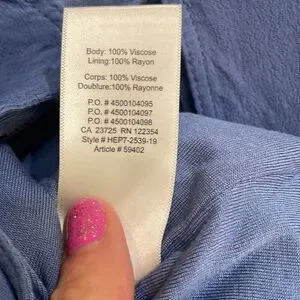 Body: 100% Viscose
Lining:100% Rayon
Corps: 100% Viscose
Doublure:100% Rayonne
P.O. # 4500104095
P.O. # 4500104097
P.O. # 4500104098
CA 23725 RN 122354
Style # HEP7-2539-19
Article # 59402